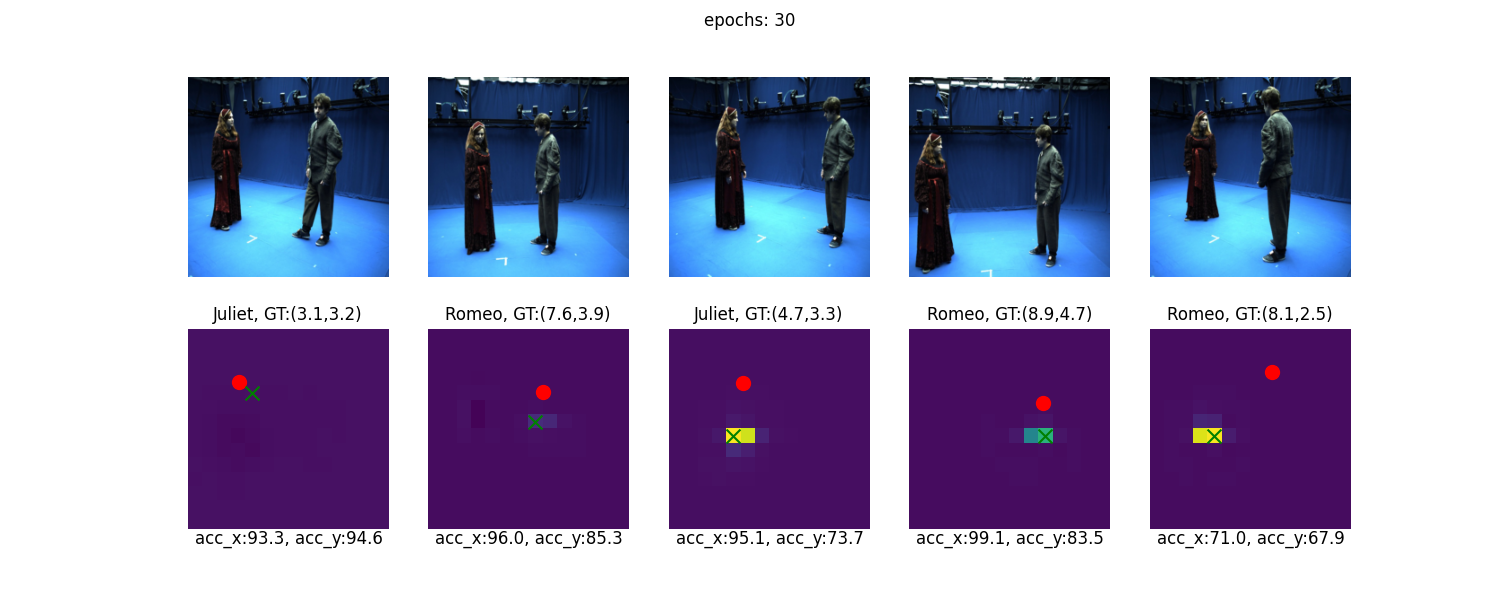 epochs: 30
Juliet, GT:(3.1,3.2)
Romeo, GT:(7.6,3.9)
Juliet, GT:(4.7,3.3)
Romeo, GT:(8.9,4.7)
Romeo, GT:(8.1,2.5)
acc_x:93.3, acc_y:94.6
acc_x:96.0, acc_y:85.3
acc_x:95.1, acc_y:73.7
acc_x:99.1, acc_y:83.5
acc_x:71.0, acc_y:67.9